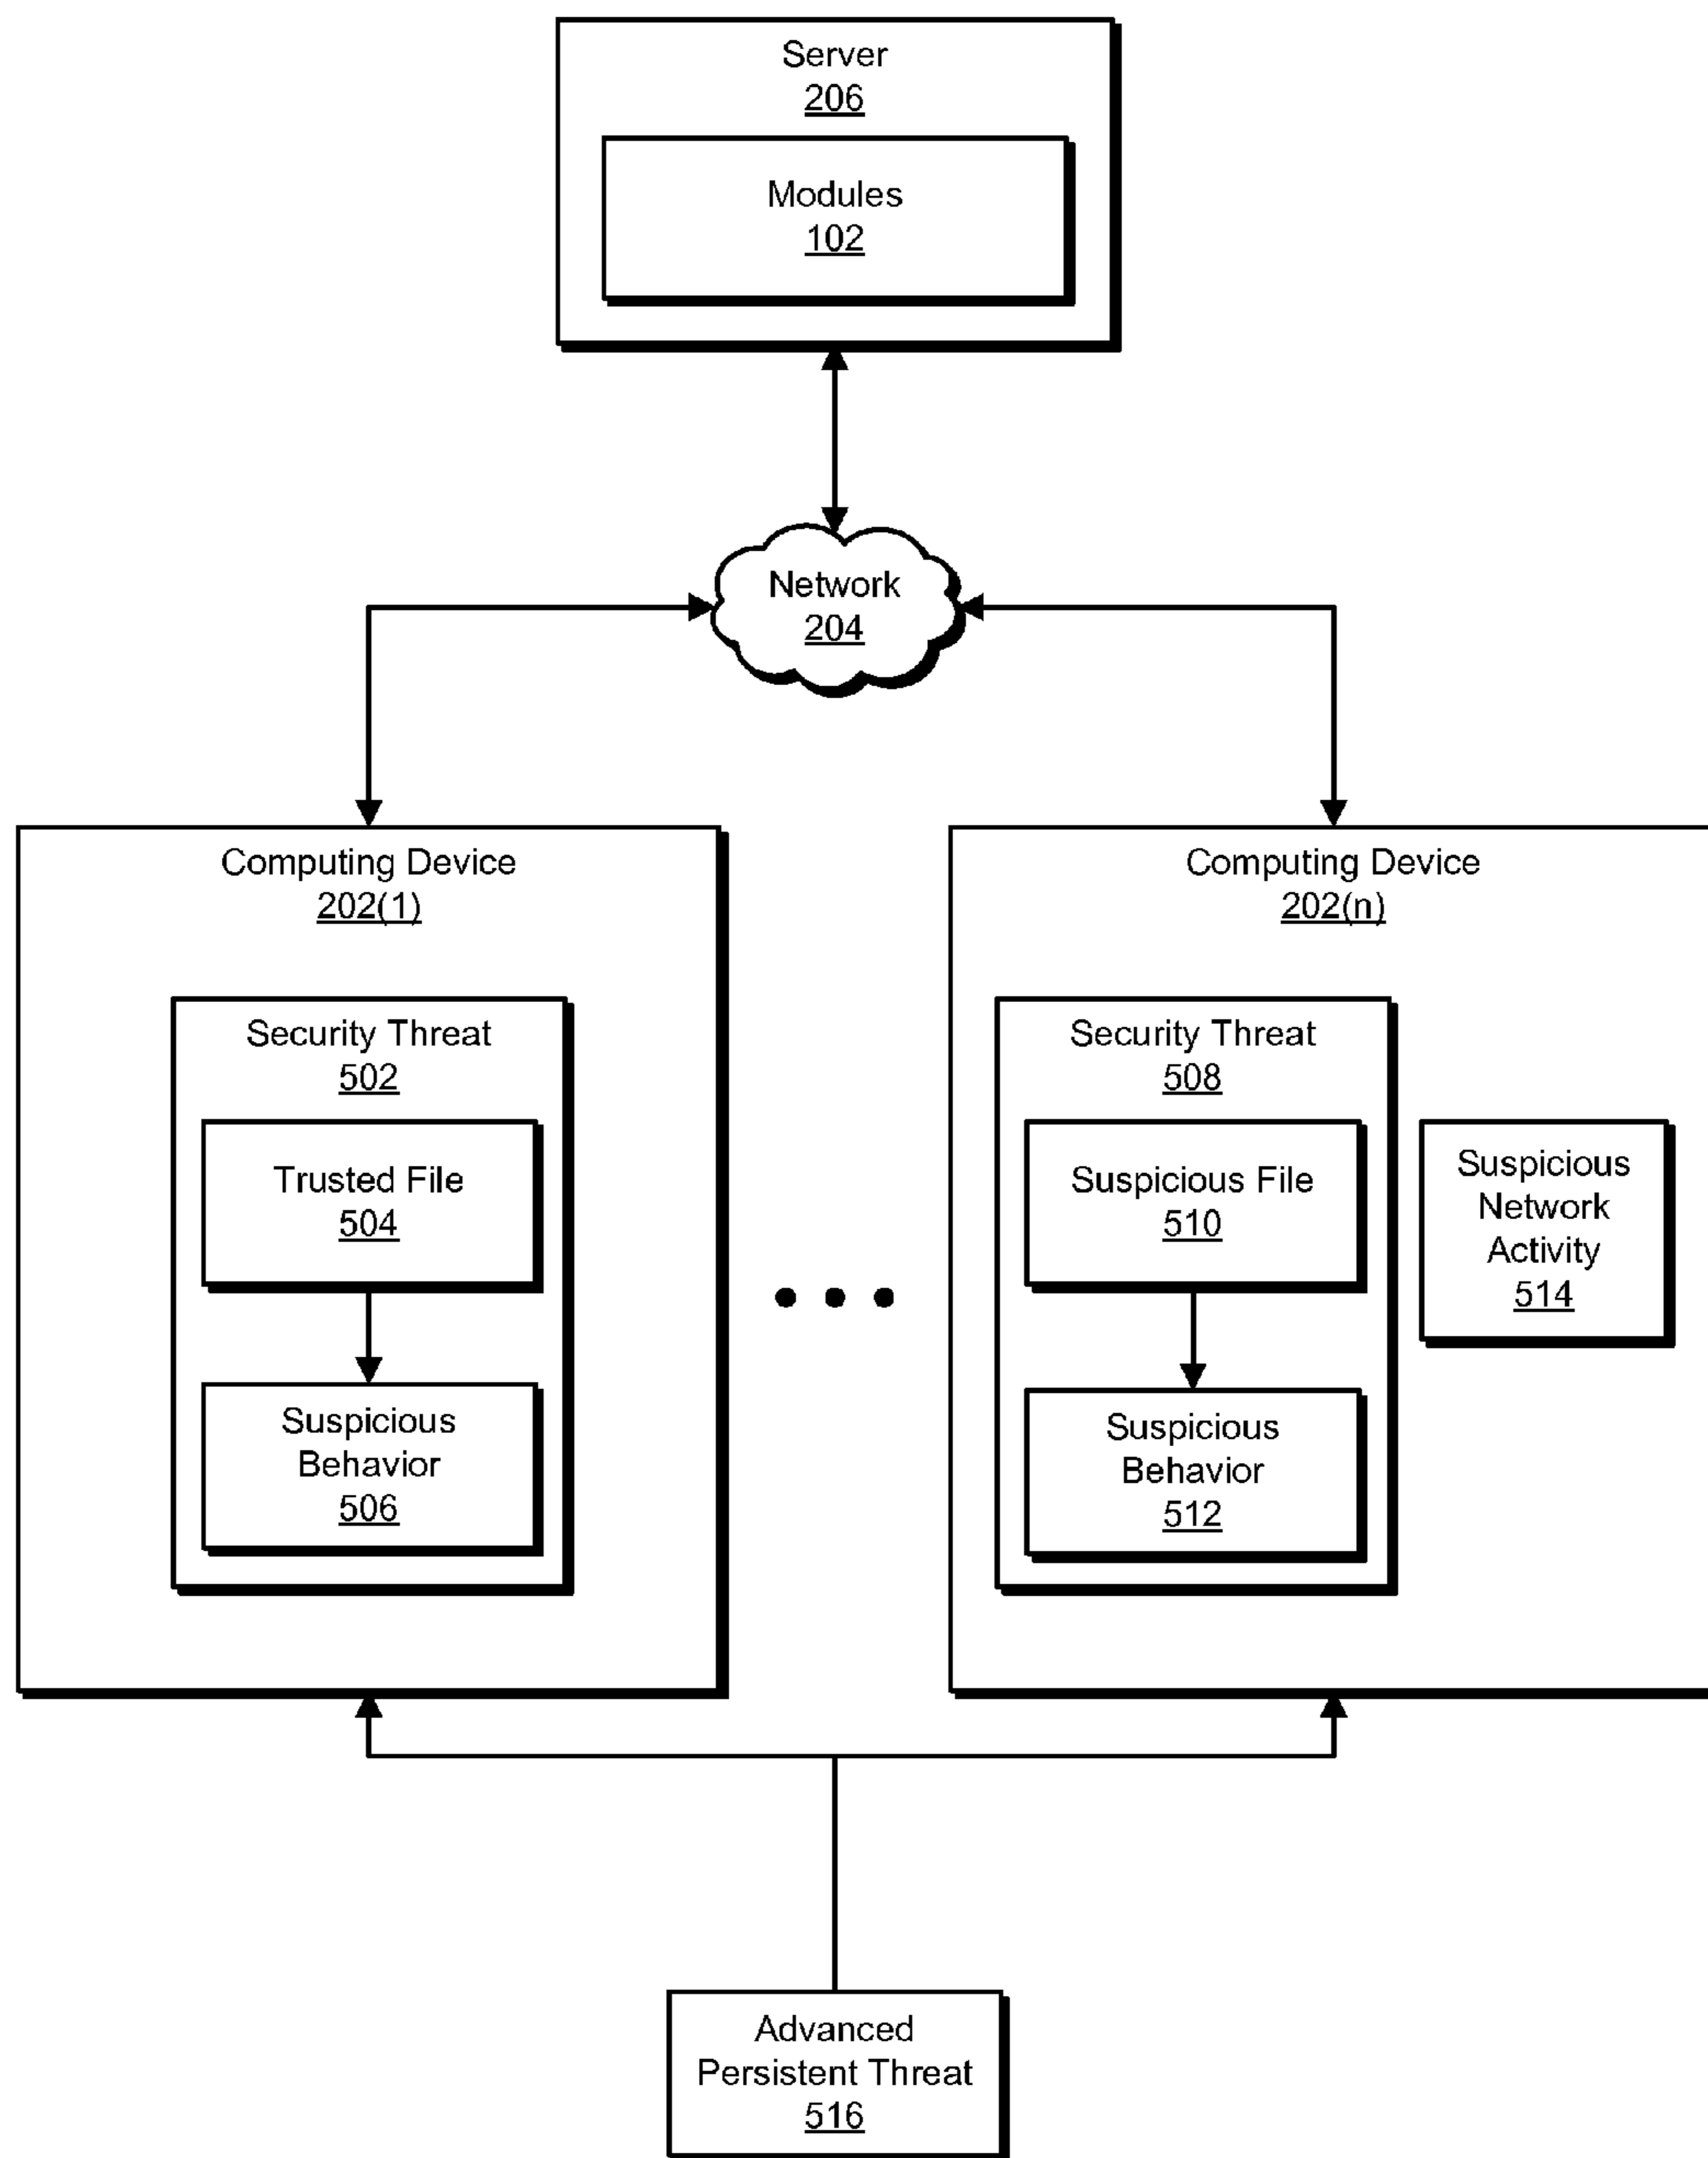 Server
206
Modules
102
Network
204
Computing Device
202(1)
Security Threat
502
Trusted File
504
Suspicious
Behavior
506
Computing Device
202(n)
Security Threat
508
Suspicious File
510
Suspicious
Behavior
512
Suspicious
Network
Activity
514
Advanced
Persistent Threat
516